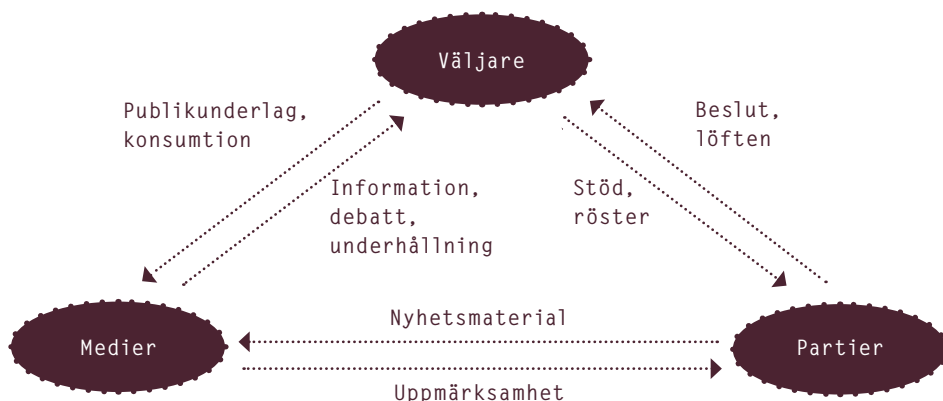 Väljare
Publikunderlag,
konsumtion
Beslut,
löften
Information,
debatt,
underhållning
Stöd,
röster
Nyhetsmaterial
Medier
Partier
Uppmärksamhet